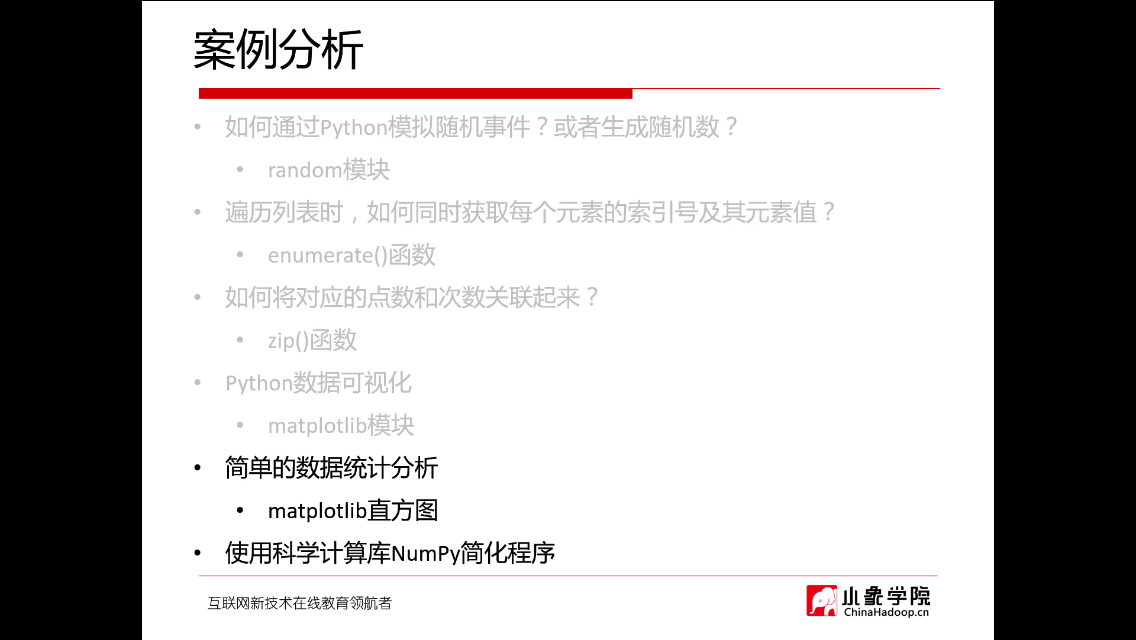 案例分析
• 如何通过Python模拟随机事件？或者生成随机数？
• random模块
• 遍历列表时，如何同时获取每个元素的索引号及其元素值？
• enumerate()函数
• 如何将对应的点数和次数关联起来？
• zip()函数
• Python数据可视化
• matplotlib模块
• 简单的数据统计分析
• matplotlib直方图
• 使用科学计算库NumPy简化程序
互联网新技术在线教育领航者
小象学院
ChinaHadoop.cn